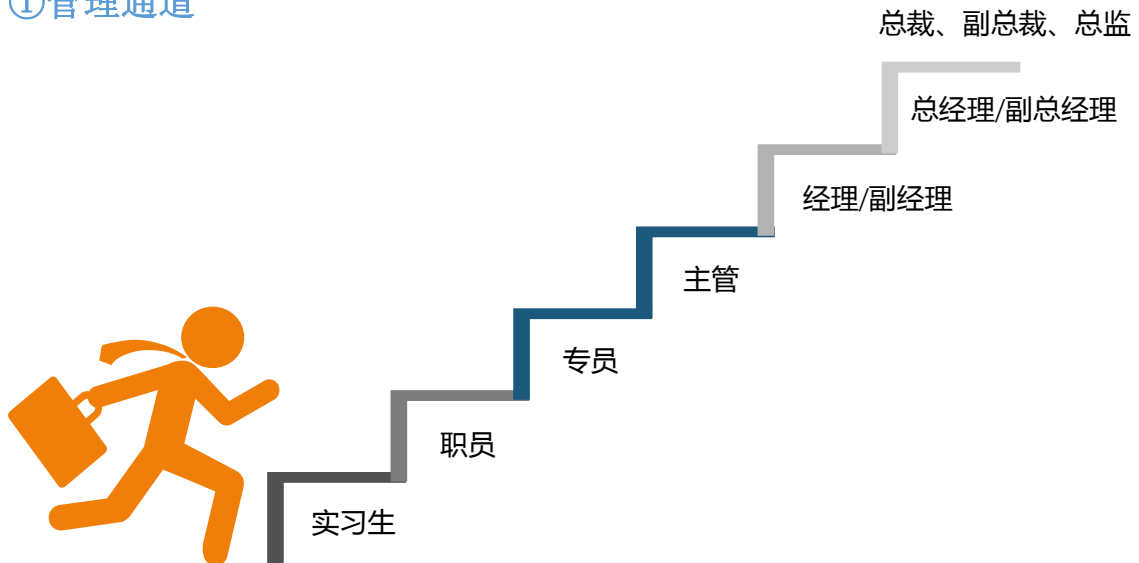 ①管理通道
总裁、副总裁、总监
总经理/副总经理
经理/副经理
主管
专员
职员
实习生